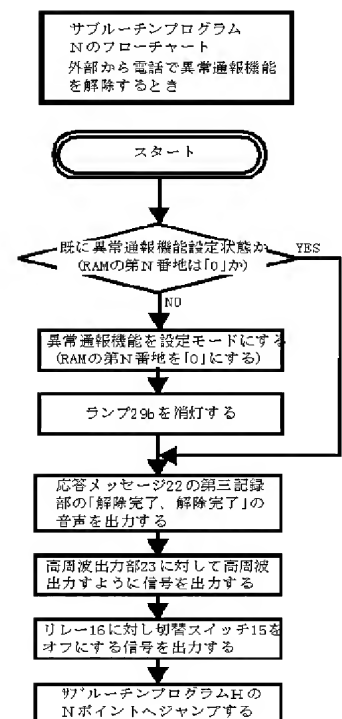 サブルーチンプログラム
Nのフローチャート
外部から電話で異常通報機能
を解除するとき
スタート
既に異常通報機能設定状態か
(RAMの第N番地は「0」か)
YES
NO
異常通報機能を設定モードにする
(RAMの第N番地を「0」にする)
ランプ29bを消灯する
応答メッセージ22の第三記録
部の「解除完了、解除完了」の
音声を出力する
高周波出力部23に対して高周波
出力すように信号を出力する
リレー16に対し切替スイッチ15を
オフにする信号を出力する
サブルーチンプログラムHの
Nポイントへジャンプする